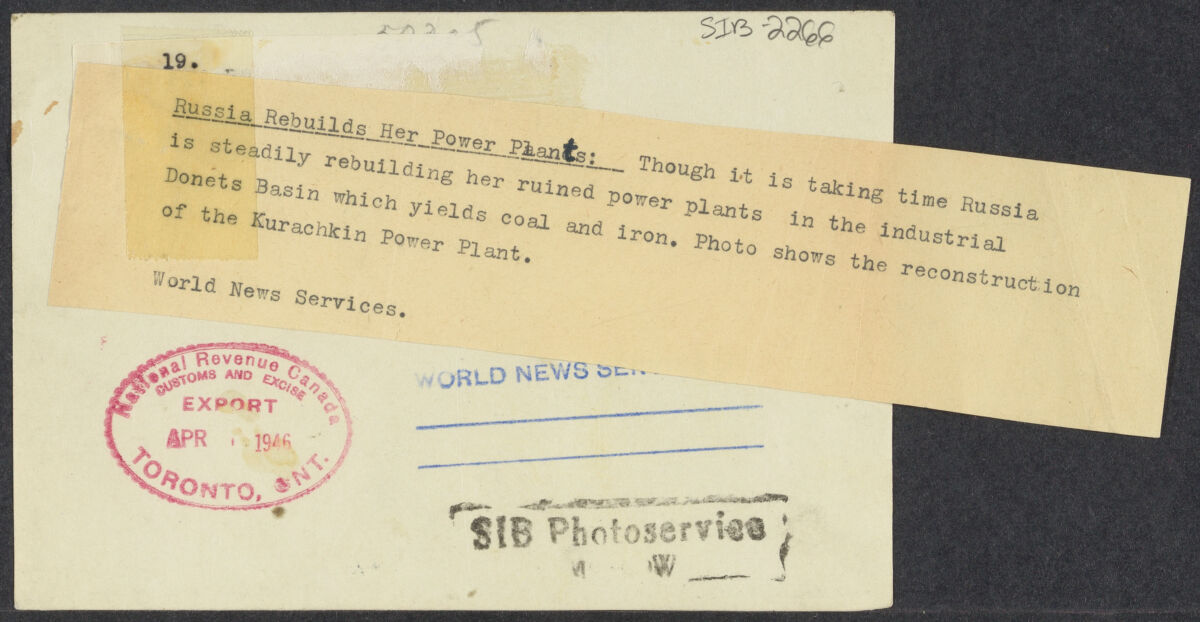 SIB-2266
19.
Russia Rebuilds Her Power Plants: Though it is taking time Russia
is steadily rebuilding her ruined power plants in the industrial
Donets Basin which yields coal and iron. Photo shows the reconstruction
of the Kurachkin Power Plant.
World News Services.
National Revenue Canada
CUSTOMS AND EXCISE
EXPORT
APR 1946
TORONTO, ONT.
WORLD NEWS
SIB Photoservice